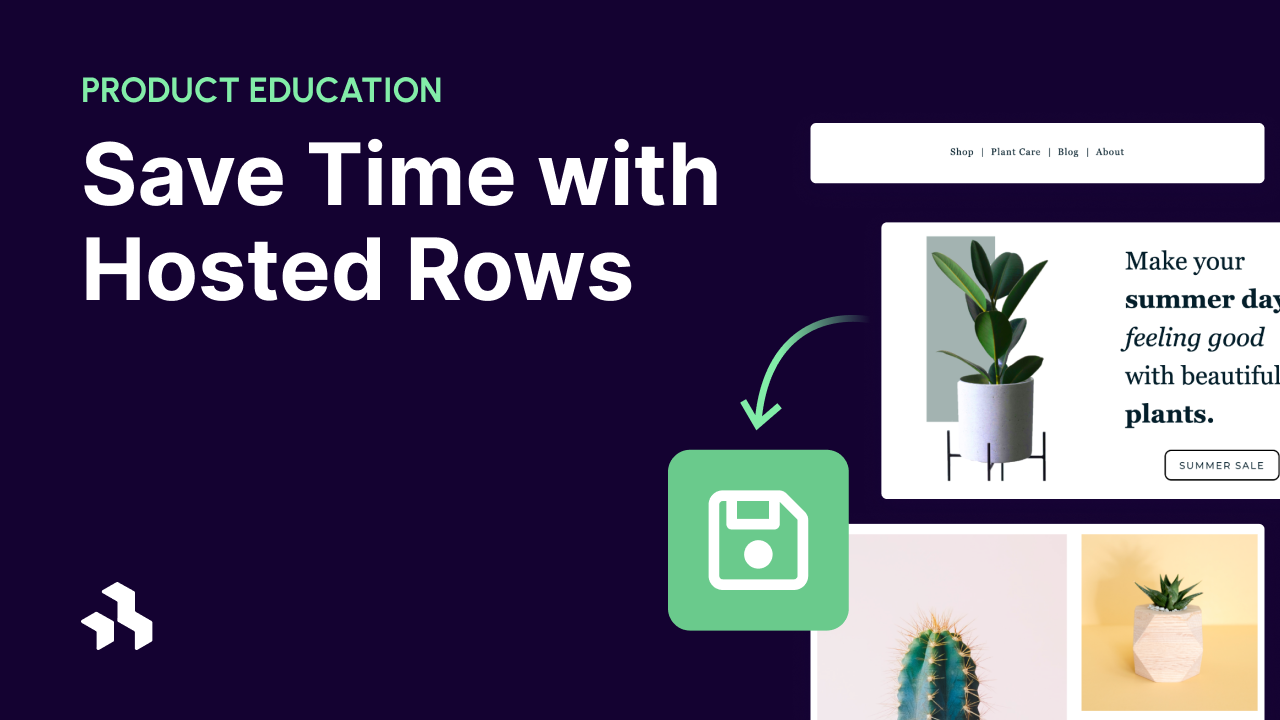 PRODUCT EDUCATION
Save Time with
Hosted Rows
Shop | Plant Care | Blog | About
Make your
summer day
feeling good
with beautiful
plants.
SUMMER SALE